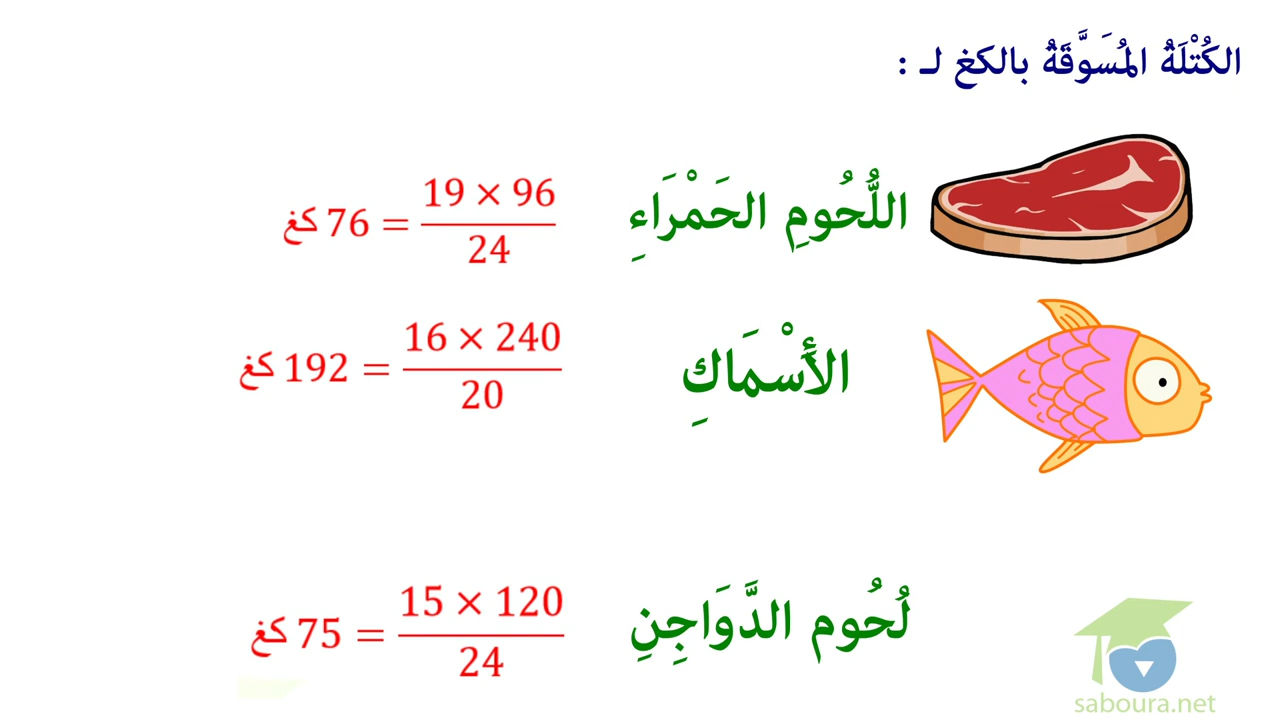 الكُتْلَةُ المُسَوَّقَةُ بالكغ لـ :
اللُّحُومِ الحَمْرَاءِ 19 × 96 / 24 = 76 كغ
الأَسْمَاكِ 16 × 240 / 20 = 192 كغ
لُحُوم الدَّوَاجِنِ 15 × 120 / 24 = 75 كغ
saboura.net